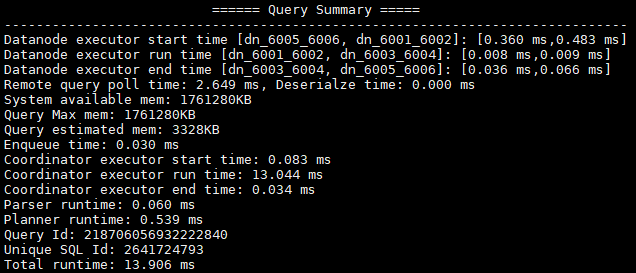 ====== Query Summary =====
-------------------------------------------------------------------------------
Datanode executor start time [dn_6005_6006, dn_6001_6002]: [0.360 ms,0.483 ms]
Datanode executor run time [dn_6001_6002, dn_6003_6004]: [0.008 ms,0.009 ms]
Datanode executor end time [dn_6003_6004, dn_6005_6006]: [0.036 ms,0.066 ms]
Remote query poll time: 2.649 ms, Deserialze time: 0.000 ms
System available mem: 1761280KB
Query Max mem: 1761280KB
Query estimated mem: 3328KB
Enqueue time: 0.030 ms
Coordinator executor start time: 0.083 ms
Coordinator executor run time: 13.044 ms
Coordinator executor end time: 0.034 ms
Parser runtime: 0.060 ms
Planner runtime: 0.539 ms
Query Id: 218706056932222840
Unique SQL Id: 2641724793
Total runtime: 13.906 ms